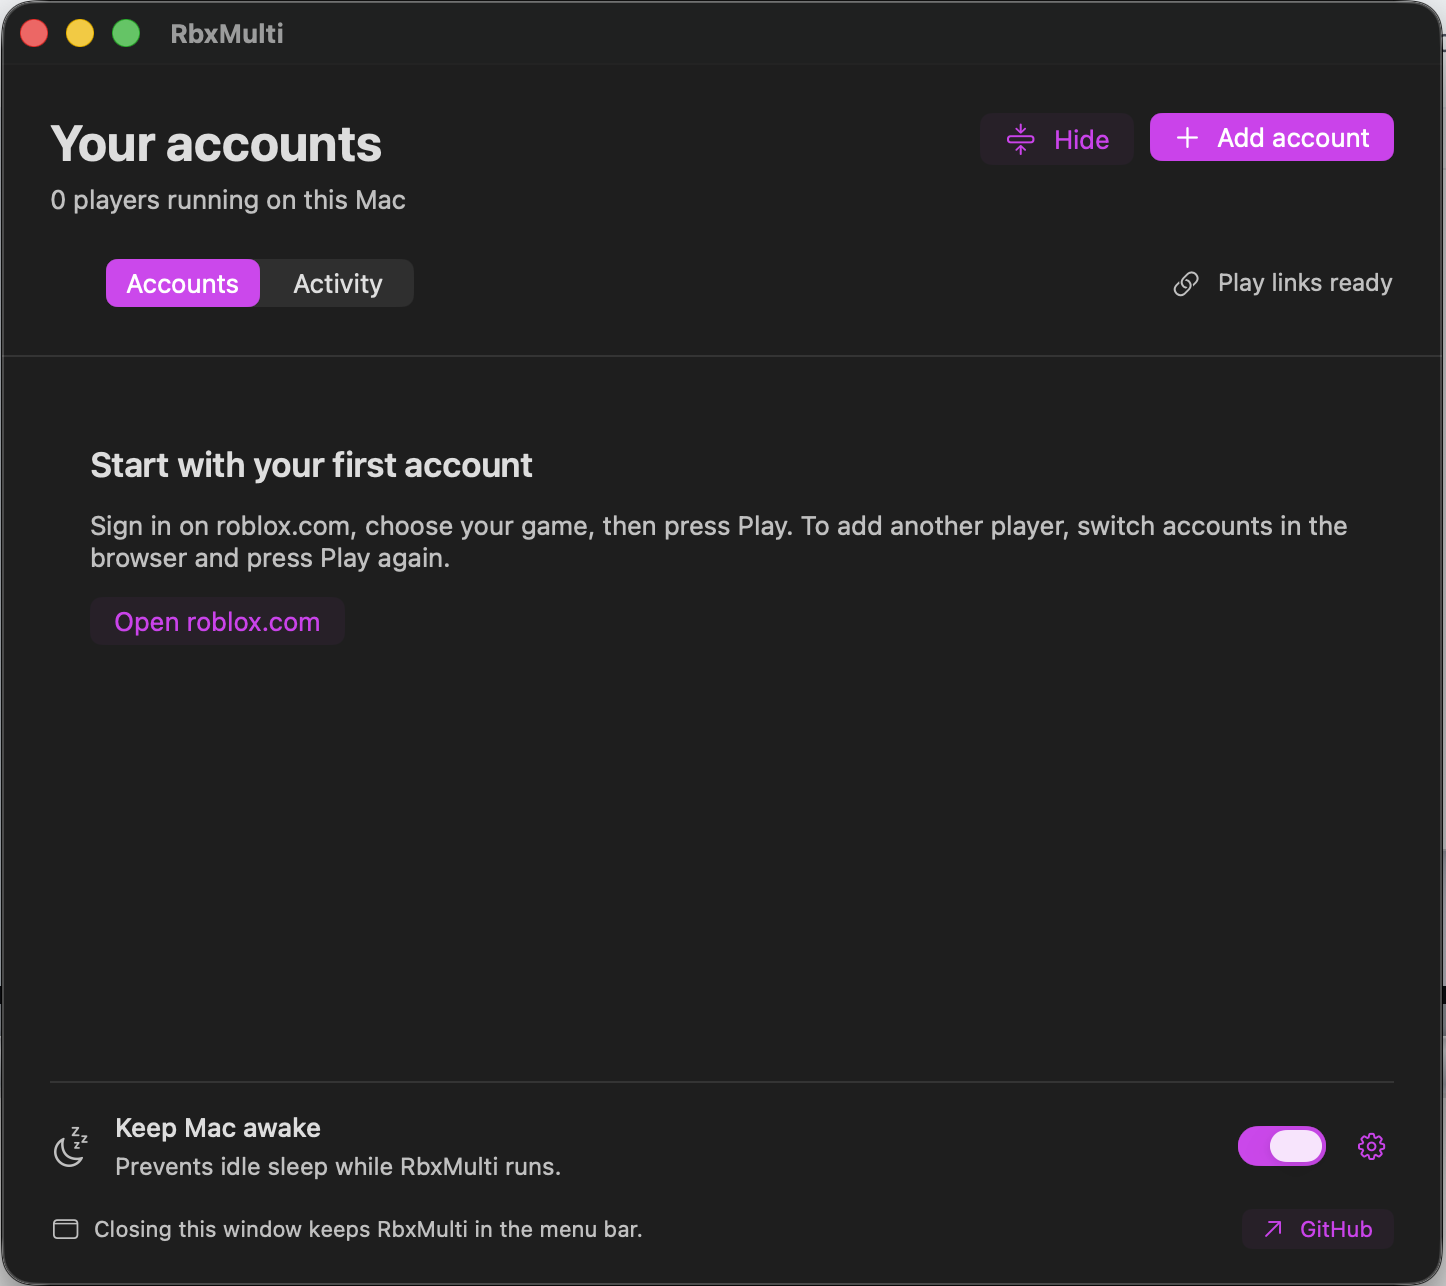 RbxMulti
Your accounts
Hide
Add account
0 players running on this Mac
Accounts
Activity
Play links ready
Start with your first account
Sign in on roblox.com, choose your game, then press Play. To add another player, switch accounts in the
browser and press Play again.
Open roblox.com
Keep Mac awake
Prevents idle sleep while RbxMulti runs.
Closing this window keeps RbxMulti in the menu bar.
GitHub